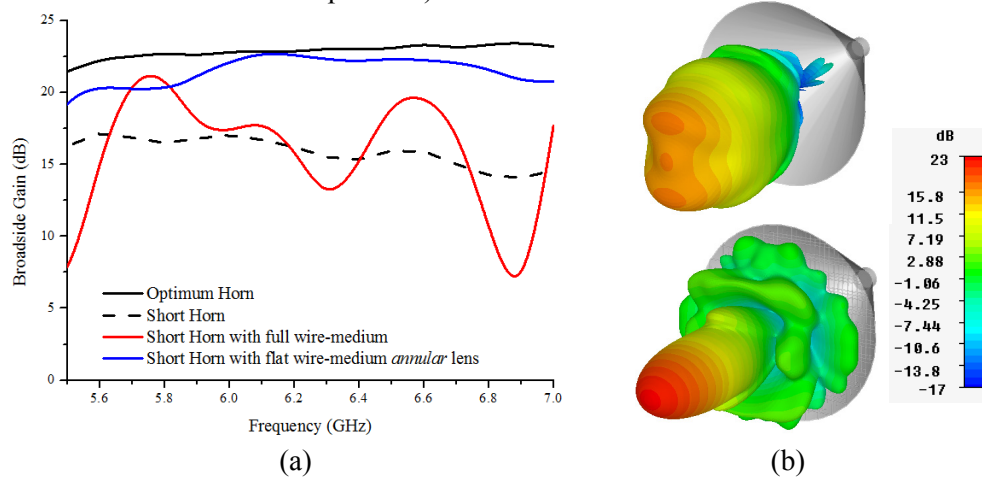 25
20
15
10
5
0
Broadside Gain (dB)
Optimum Horn
Short Horn
Short Horn with full wire-medium
Short Horn with flat wire-medium annular lens
5.6 5.8 6.0 6.2 6.4 6.6 6.8 7.0
Frequency (GHz)
(a)
dB
23
15.8
11.5
7.19
2.88
-1.06
-4.25
-7.44
-10.6
-13.8
-17
(b)